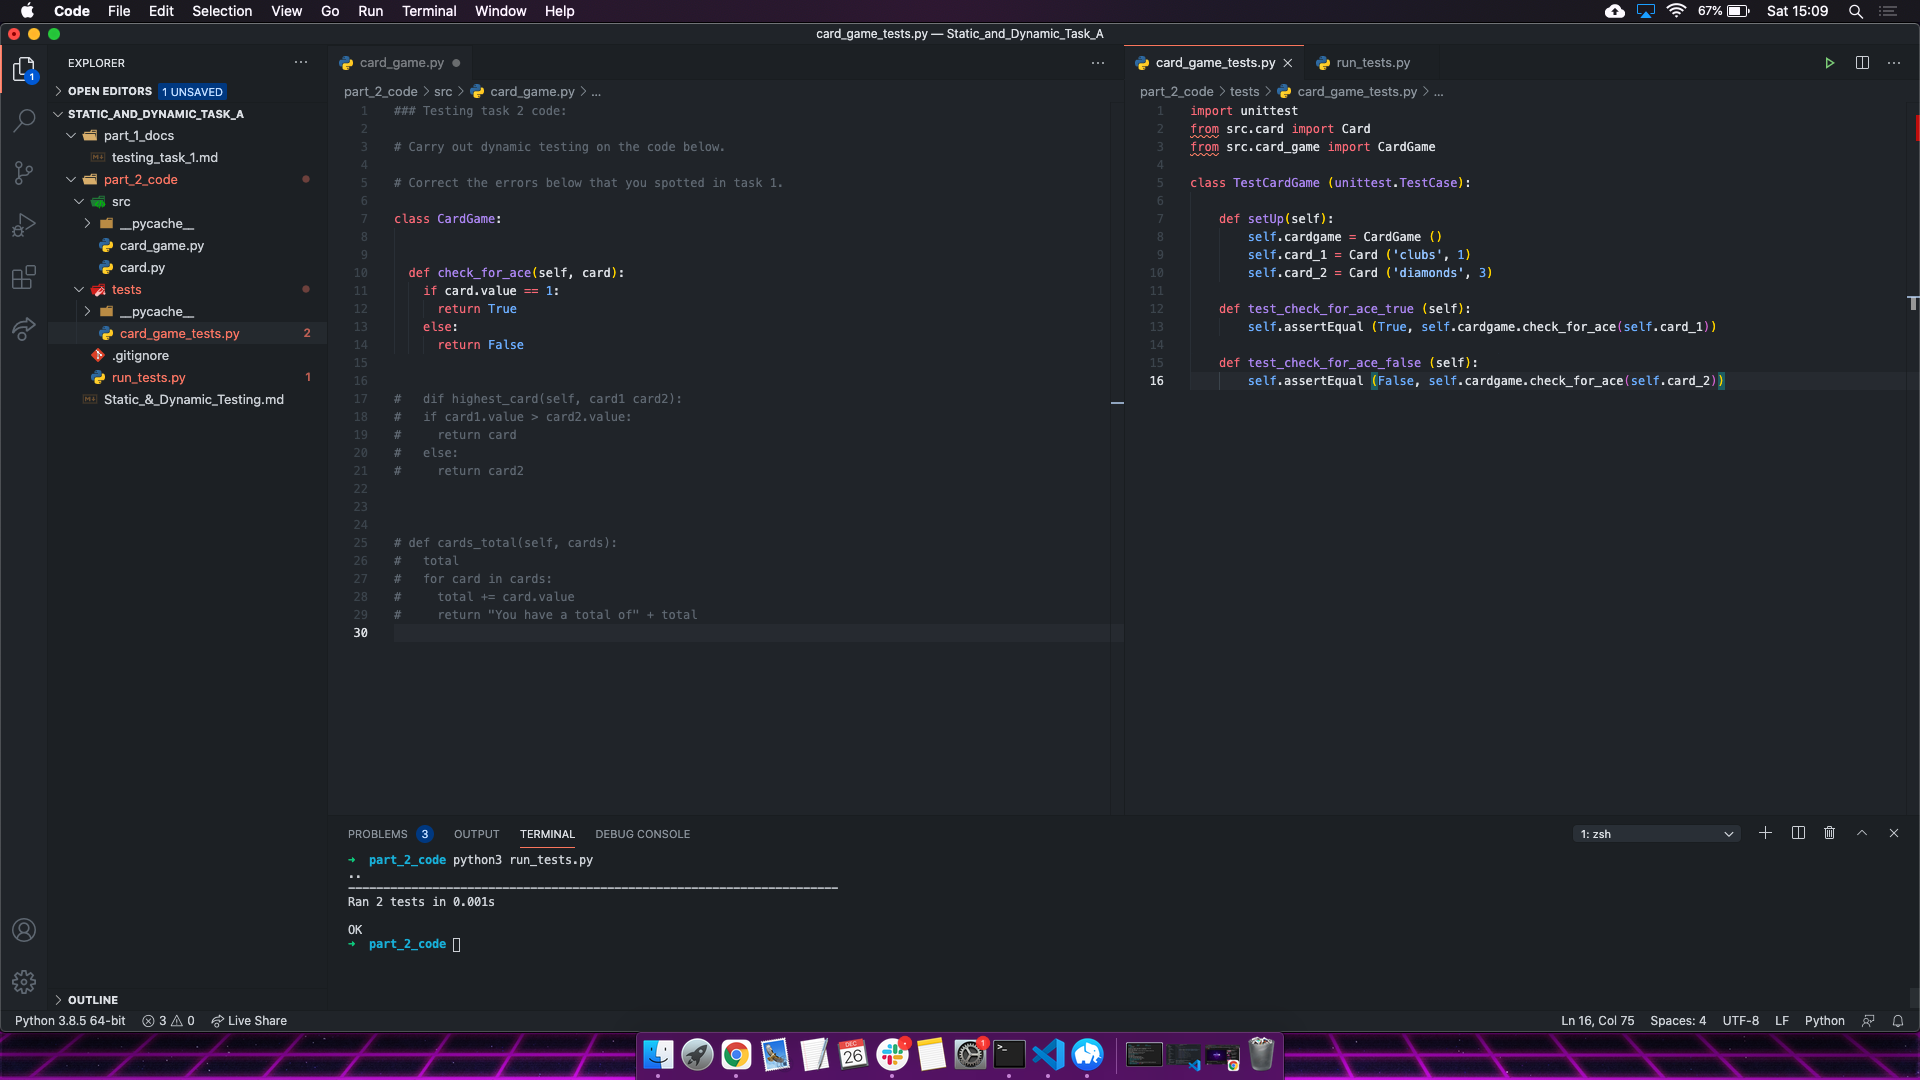 Code File Edit Selection View Go Run Terminal Window Help 67% Sat 15:09
card_game_tests.py — Static_and_Dynamic_Task_A
EXPLORER
OPEN EDITORS 1 UNSAVED
STATIC_AND_DYNAMIC_TASK_A
part_1_docs
testing_task_1.md
part_2_code
src
__pycache__
card_game.py
card.py
tests
__pycache__
card_game_tests.py 2
.gitignore
run_tests.py 1
Static_&_Dynamic_Testing.md
OUTLINE
1
card_game.py
part_2_code > src > card_game.py > ...
1 ### Testing task 2 code:
2
3 # Carry out dynamic testing on the code below.
4
5 # Correct the errors below that you spotted in task 1.
6
7 class CardGame:
8
9
10 def check_for_ace(self, card):
11 if card.value == 1:
12 return True
13 else:
14 return False
15
16
17 # dif highest_card(self, card1 card2):
18 # if card1.value > card2.value:
19 # return card
20 # else:
21 # return card2
22
23
24
25 # def cards_total(self, cards):
26 # total
27 # for card in cards:
28 # total += card.value
29 # return "You have a total of" + total
30
card_game_tests.py run_tests.py
part_2_code > tests > card_game_tests.py > ...
1 import unittest
2 from src.card import Card
3 from src.card_game import CardGame
4
5 class TestCardGame (unittest.TestCase):
6
7 def setUp(self):
8 self.cardgame = CardGame ()
9 self.card_1 = Card ('clubs', 1)
10 self.card_2 = Card ('diamonds', 3)
11
12 def test_check_for_ace_true (self):
13 self.assertEqual (True, self.cardgame.check_for_ace(self.card_1))
14
15 def test_check_for_ace_false (self):
16 self.assertEqual (False, self.cardgame.check_for_ace(self.card_2))
PROBLEMS 3 OUTPUT TERMINAL DEBUG CONSOLE 1: zsh
→ part_2_code python3 run_tests.py
..
----------------------------------------------------------------------
Ran 2 tests in 0.001s
OK
→ part_2_code
Python 3.8.5 64-bit 3 0 Live Share Ln 16, Col 75 Spaces: 4 UTF-8 LF Python
DEC
26
1